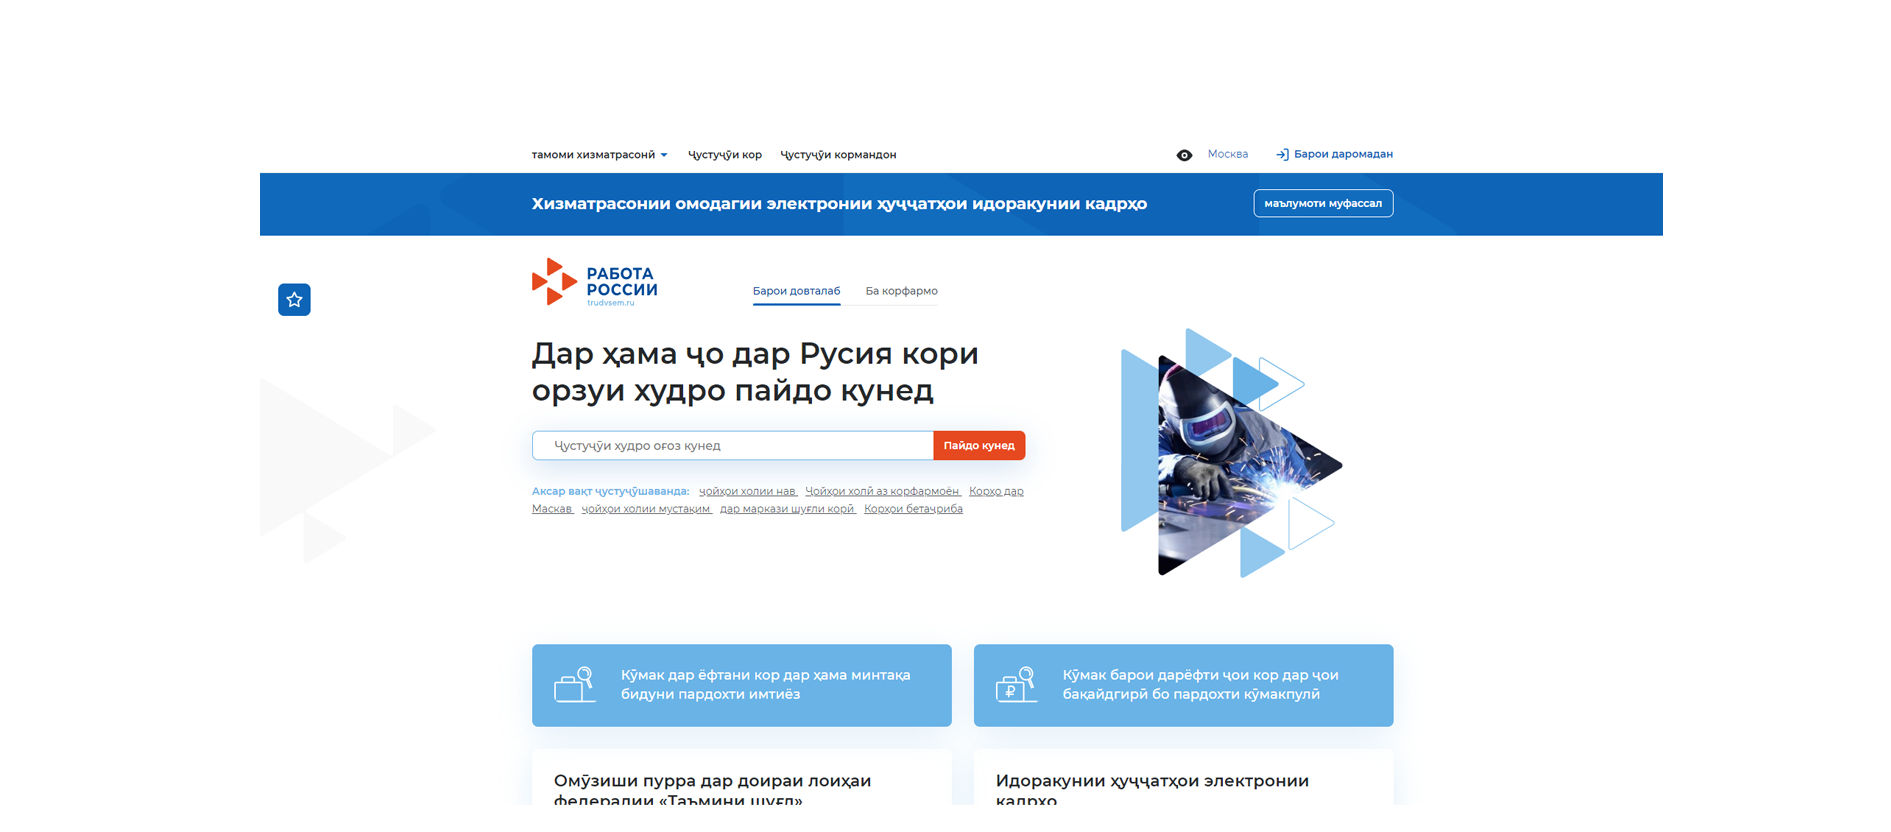 тамоми хизматрасонӣ Ҷустуҷӯи кор Ҷустуҷӯи кормандон Москва Барои даромадан
Хизматрасонии омодагии электронии ҳуҷҷатҳои идоракунии кадрҳо маълумоти муфассал
РАБОТА
РОССИИ
trudvsem.ru
Барои довталаб Ба корфармо
Дар ҳама ҷо дар Русия кори
орзуи худро пайдо кунед
Ҷустуҷӯи худро оғоз кунед Пайдо кунед
Аксар вақт ҷустуҷӯшаванда: ҷойҳои холии нав Ҷойҳои холӣ аз корфармоён Корҳо дар
Маскав ҷойҳои холии мустақим дар маркази шуғли корӣ Корҳои бетаҷриба
Кӯмак дар ёфтани кор дар ҳама минтақа
бидуни пардохти имтиёз
Кӯмак барои дарёфти ҷои кор дар ҷои
бақайдгирӣ бо пардохти кӯмакпулӣ
Омӯзиши пурра дар доираи лоиҳаи
федералии «Таъмини шуғл»
Идоракунии ҳуҷҷатҳои электронии
кадрҳо